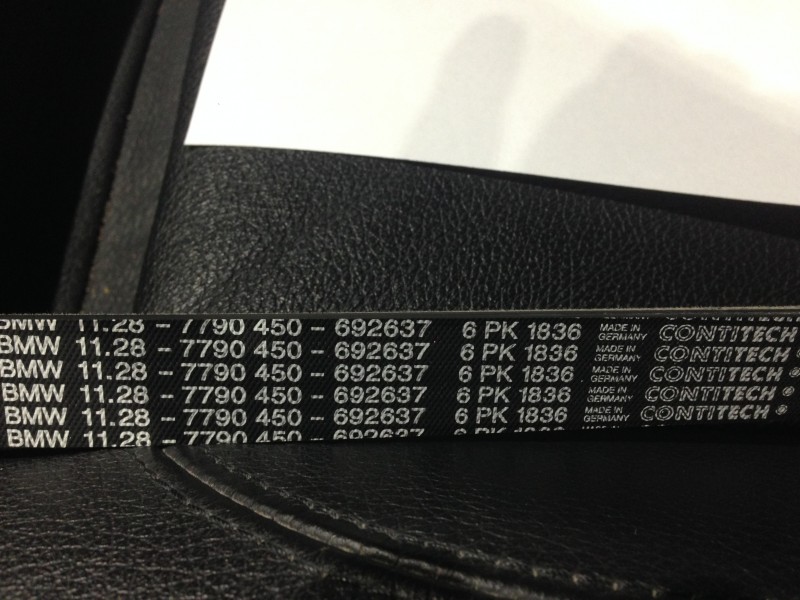 BMW 11.28 - 7790 450 - 692637 6 PK 1836 MADE IN GERMANY CONTITECH
BMW 11.28 - 7790 450 - 692637 6 PK 1836 MADE IN GERMANY CONTITECH®
BMW 11.28 - 7790 450 - 692637 6 PK 1836 MADE IN GERMANY CONTITECH®
BMW 11.28 - 7790 450 - 692637 6 PK 1836 MADE IN GERMANY CONTITECH®
BMW 11.28 - 7790 450 - 692637 6 PK 1836 MADE IN GERMANY CONTITECH®
BMW 11.28 - 7790 450 - 692637 6 PK